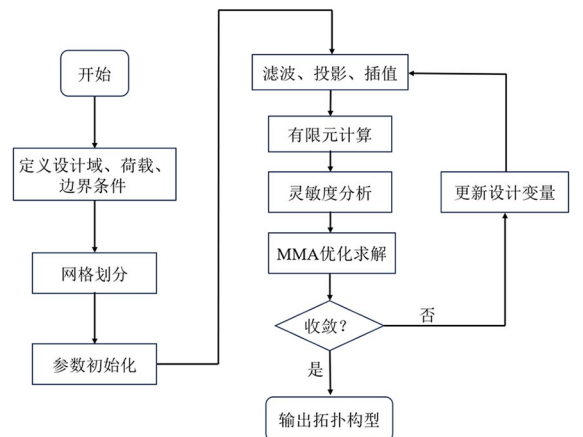 开始
定义设计域、荷载、
边界条件
网格划分
参数初始化
滤波、投影、插值
有限元计算
灵敏度分析
MMA优化求解
收敛？
否
更新设计变量
是
输出拓扑构型